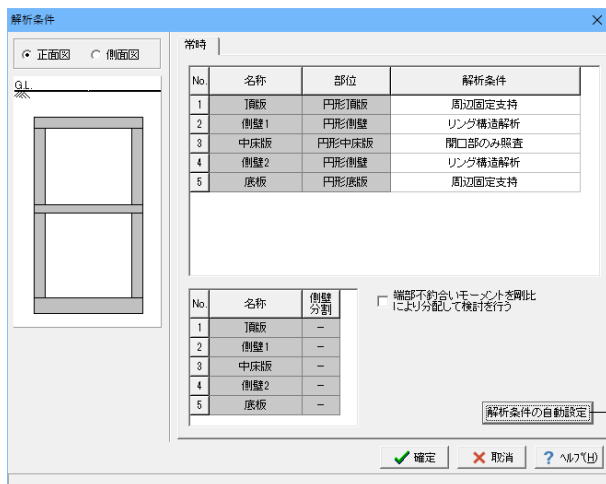 解析条件
正面図 側面図
G.L.
常時
No. 名称 部位 解析条件
1 頂版 円形頂版 周辺固定支持
2 側壁1 円形側壁 リング構造解析
3 中床版 円形中床版 開口部のみ照査
4 側壁2 円形側壁 リング構造解析
5 底板 円形底版 周辺固定支持
No. 名称 側壁
分割
1 頂版 −
2 側壁1 −
3 中床版 −
4 側壁2 −
5 底板 −
端部不釣合いモーメントを剛比
により分配して検討を行う
解析条件の自動設定
確定 取消 ? ヘルプ(H)